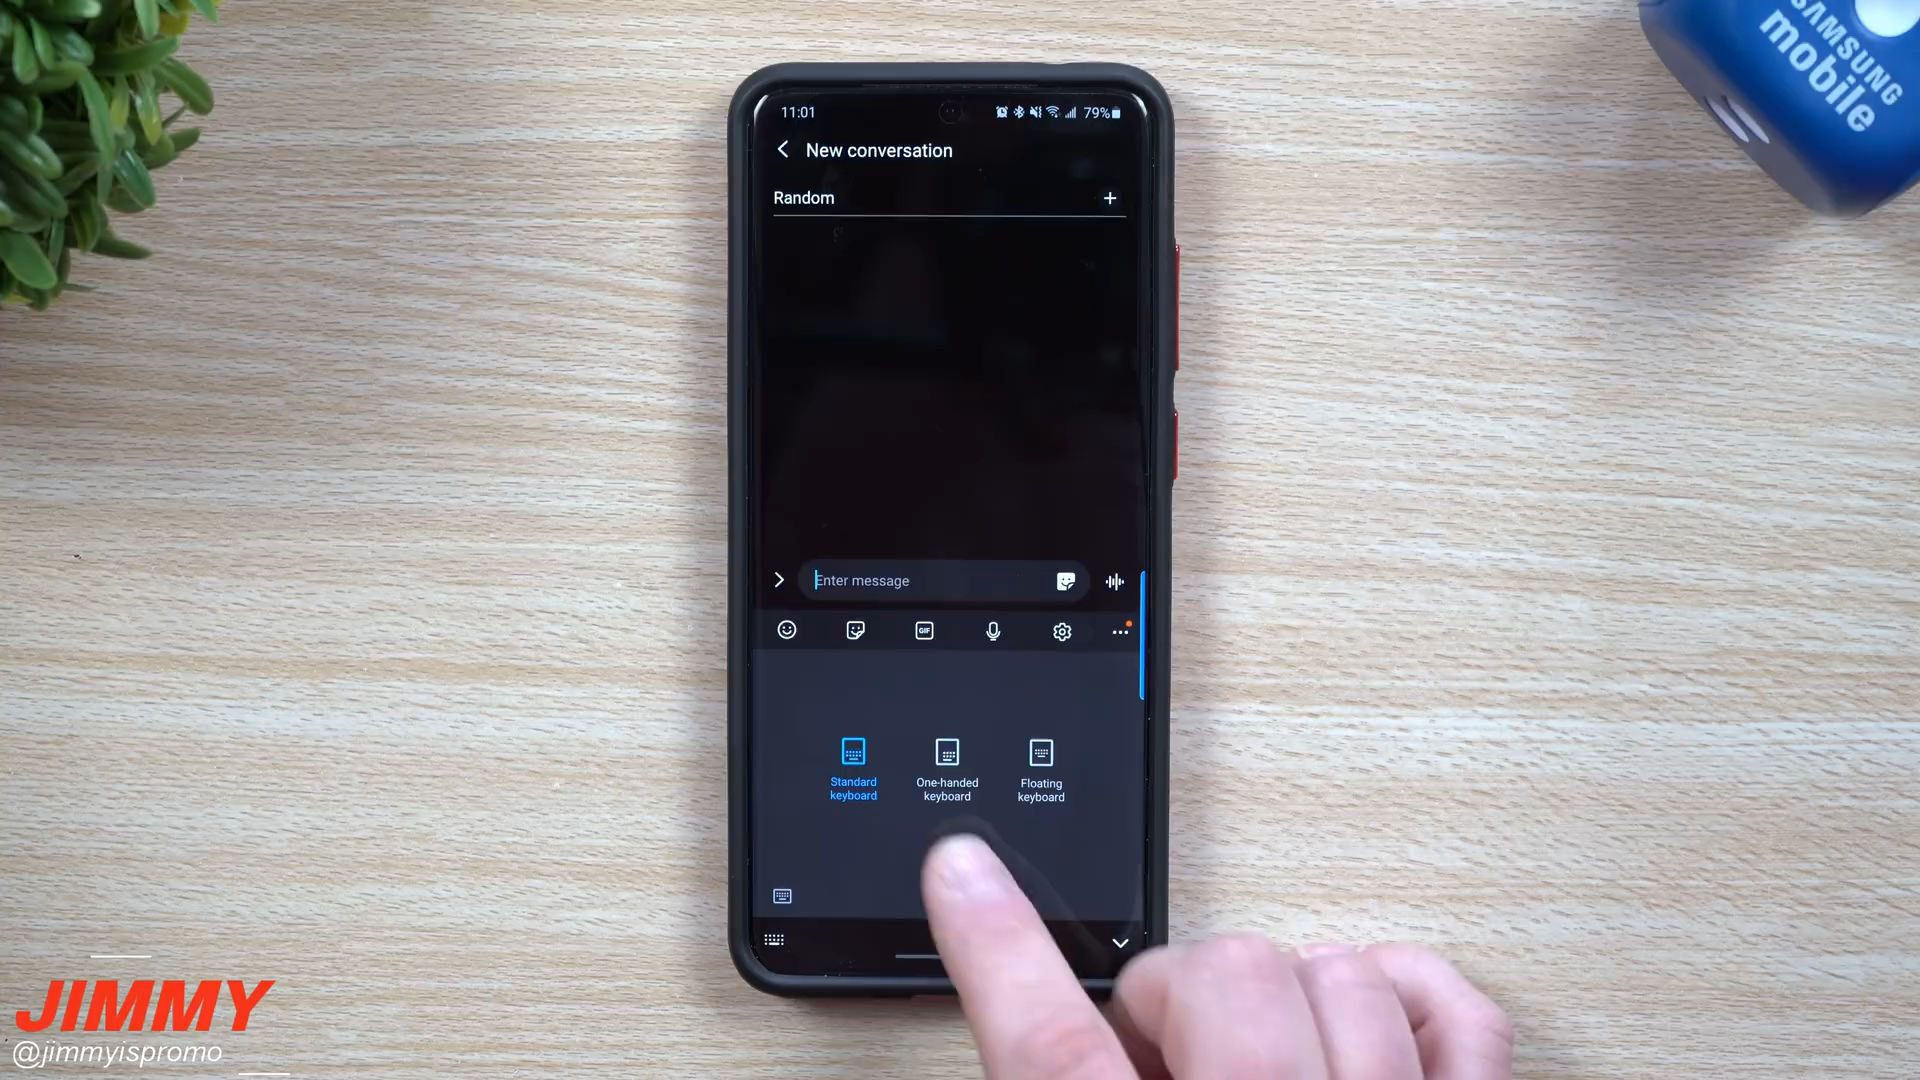 SAMSUNG
mobile
11:01
79%
New conversation
Random
+
Enter message
GIF
Standard
keyboard
One-handed
keyboard
Floating
keyboard
JIMMY
@jimmyispromo